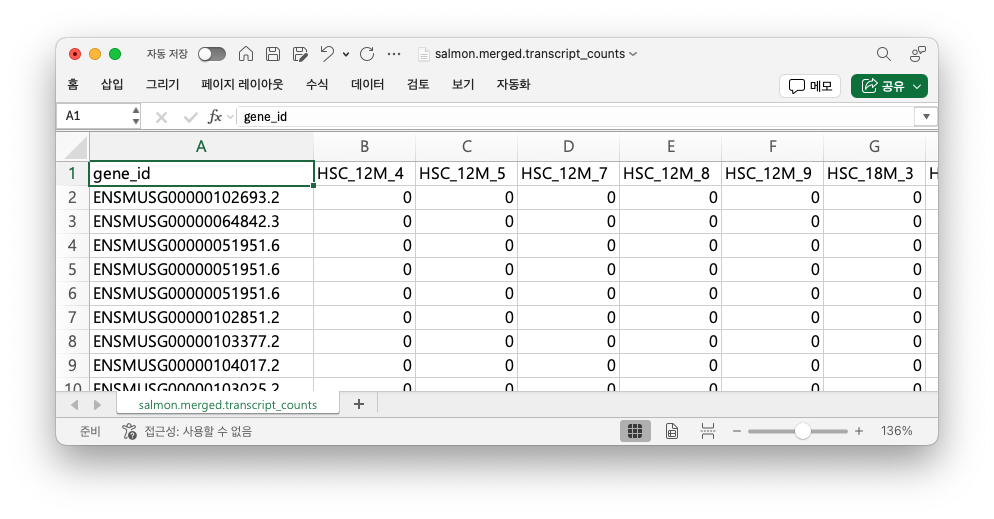 자동 저장 ··· salmon.merged.transcript_counts
홈 삽입 그리기 페이지 레이아웃 수식 데이터 검토 보기 자동화 메모 공유
A1 fx gene_id
A B C D E F G
1 gene_id HSC_12M_4 HSC_12M_5 HSC_12M_7 HSC_12M_8 HSC_12M_9 HSC_18M_3 H
2 ENSMUSG00000102693.2 0 0 0 0 0 0
3 ENSMUSG00000064842.3 0 0 0 0 0 0
4 ENSMUSG00000051951.6 0 0 0 0 0 0
5 ENSMUSG00000051951.6 0 0 0 0 0 0
6 ENSMUSG00000051951.6 0 0 0 0 0 0
7 ENSMUSG00000102851.2 0 0 0 0 0 0
8 ENSMUSG00000103377.2 0 0 0 0 0 0
9 ENSMUSG00000104017.2 0 0 0 0 0 0
10 ENSMUSG00000103025.2 0 0 0 0 0 0
salmon.merged.transcript_counts +
준비 접근성: 사용할 수 없음 − + 136%